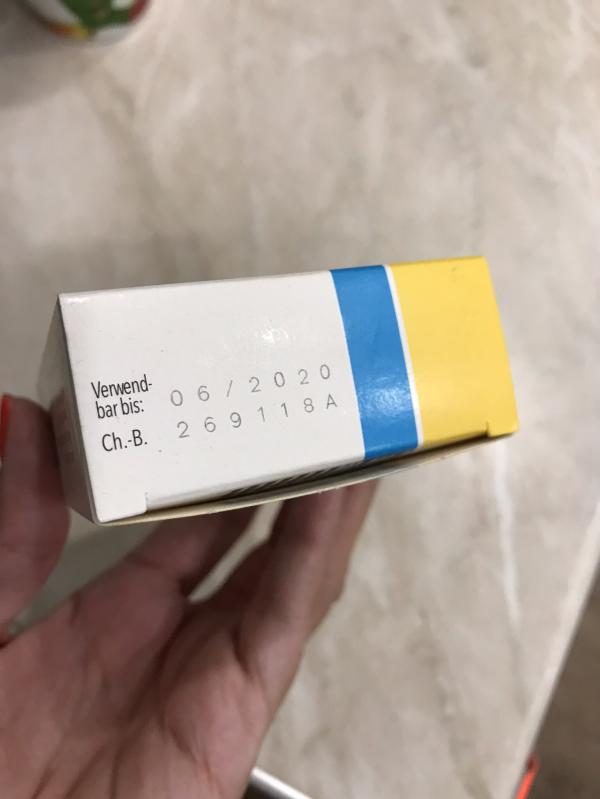 Verwend-
bar bis: 06/2020
Ch.-B. 269118A